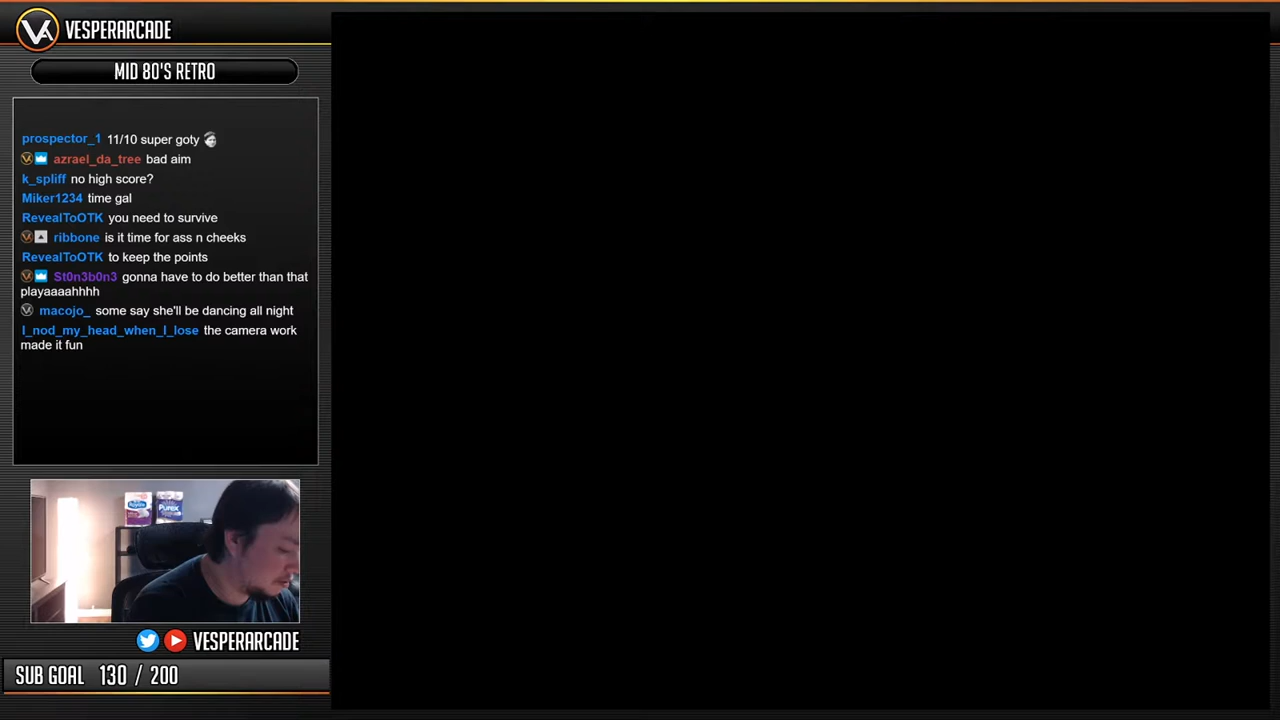 VESPERARCADE
MID 80'S RETRO
prospector_1 11/10 super goty
azrael_da_tree bad aim
k_spliff no high score?
Miker1234 time gal
RevealToOTK you need to survive
ribbone is it time for ass n cheeks
RevealToOTK to keep the points
St0n3b0n3 gonna have to do better than that
playaaaahhhh
macojo_ some say she'll be dancing all night
I_nod_my_head_when_I_lose the camera work
made it fun
Royale
Purex
VESPERARCADE
SUB GOAL 130 / 200